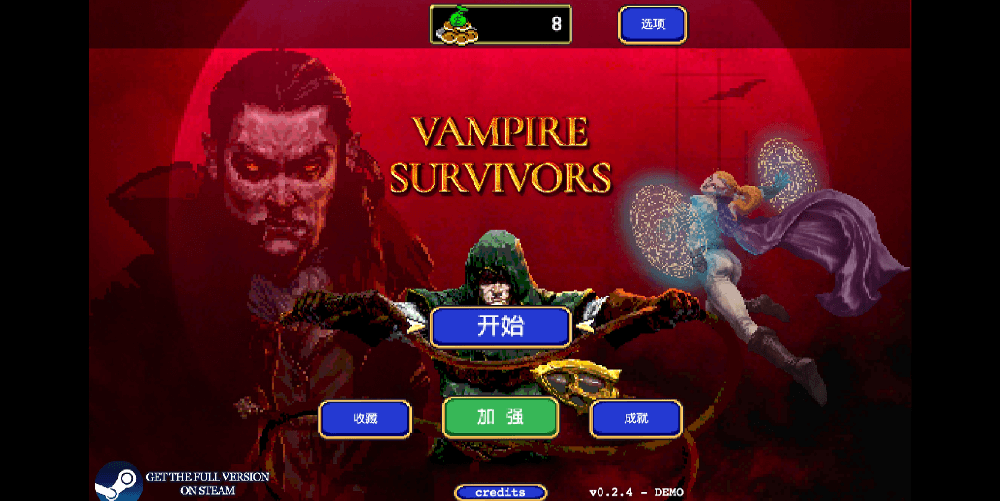 8
选项
VAMPIRE
SURVIVORS
开始
收藏
加强
成就
GET THE FULL VERSION
ON STEAM
credits
v0.2.4 - DEMO